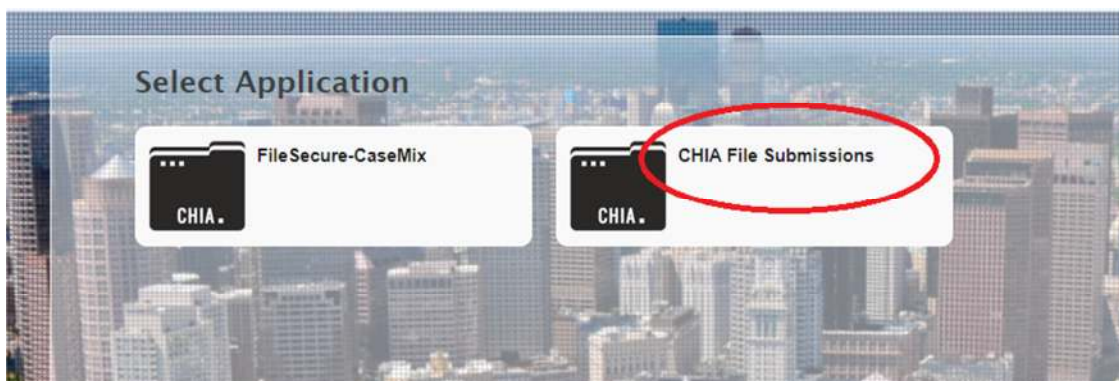 Select Application
FileSecure-CaseMix
CHIA.
CHIA File Submissions
CHIA.